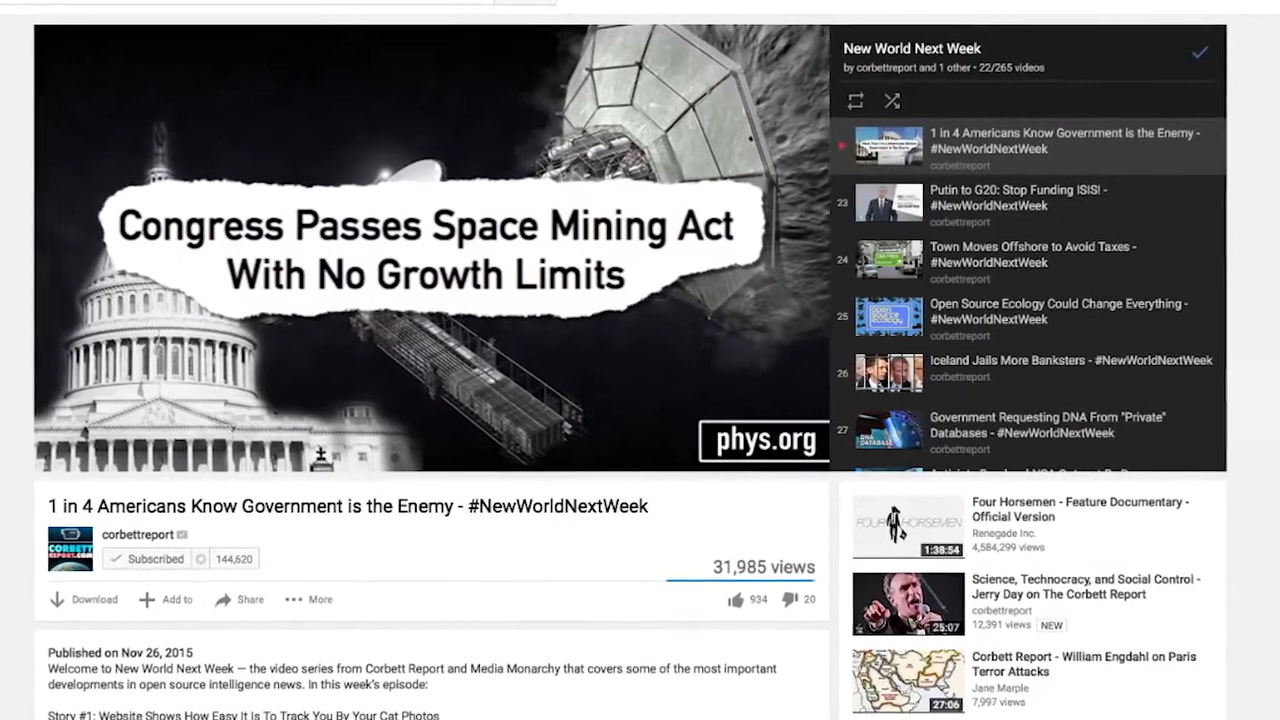 Congress Passes Space Mining Act
With No Growth Limits
phys.org
New World Next Week
by corbettreport and 1 other • 22/265 videos
1 in 4 Americans Know Government is the Enemy -
#NewWorldNextWeek
corbettreport
23
Putin to G20: Stop Funding ISIS! -
#NewWorldNextWeek
corbettreport
24
Town Moves Offshore to Avoid Taxes -
#NewWorldNextWeek
corbettreport
25
open
source
ecology
Open Source Ecology Could Change Everything -
#NewWorldNextWeek
corbettreport
26
Iceland Jails More Banksters - #NewWorldNextWeek
corbettreport
27
DNA
DATABASE
Government Requesting DNA From "Private"
Databases - #NewWorldNextWeek
corbettreport
1 in 4 Americans Know Government is the Enemy - #NewWorldNextWeek
CORBETT
REPORT.COM
corbettreport
Subscribed
144,620
31,985 views
Download
Add to
Share
More
934
20
Published on Nov 26, 2015
Welcome to New World Next Week — the video series from Corbett Report and Media Monarchy that covers some of the most important
developments in open source intelligence news. In this week's episode:
Story #1: Website Shows How Easy It Is To Track You By Your Cat Photos
FOUR HORSEMEN
1:38:54
Four Horsemen - Feature Documentary -
Official Version
Renegade Inc.
4,584,299 views
25:07
Science, Technocracy, and Social Control -
Jerry Day on The Corbett Report
corbettreport
12,391 views NEW
27:06
Corbett Report - William Engdahl on Paris
Terror Attacks
Jane Marple
7,997 views